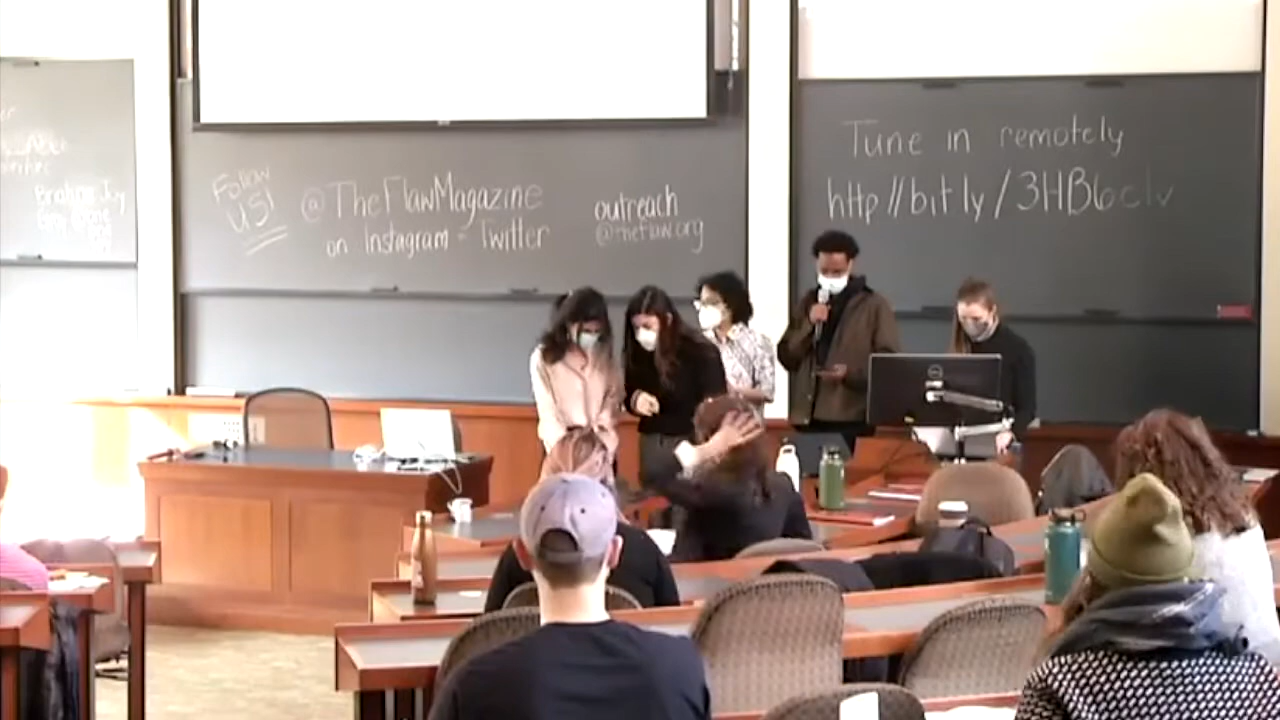 Follow
US!
@TheFlawMagazine
on Instagram - Twitter
outreach
@theflaw.org
Tune in remotely
http://bit.ly/3HB6clv